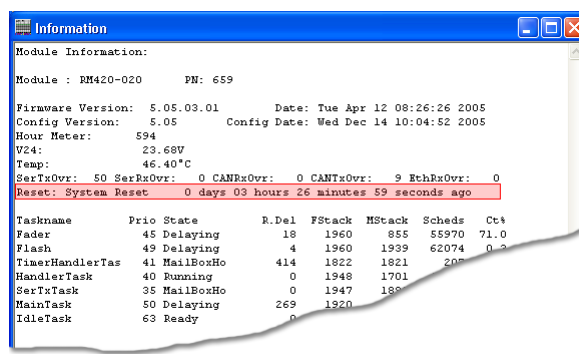 Information
Module Information:
Module : RM420-020 PN: 659
Firmware Version: 5.05.03.01 Date: Tue Apr 12 08:26:26 2005
Config Version: 5.05 Config Date: Wed Dec 14 10:04:52 2005
Hour Meter: 594
V24: 23.68V
Temp: 46.40°C
SerTxOvr: 50 SerRxOvr: 0 CANRxOvr: 0 CANTxOvr: 9 EthRxOvr: 0
Reset: System Reset 0 days 03 hours 26 minutes 59 seconds ago
Taskname Prio State R.Del FStack MStack Scheds Ct%
Fader 45 Delaying 18 1960 855 55970 71.0
Flash 49 Delaying 4 1960 1939 62074
TimerHandlerTas 41 MailBoxHo 414 1822 1821
HandlerTask 40 Running 0 1948 1701
SerTxTask 35 MailBoxHo 0 1947
MainTask 50 Delaying 269 1920
IdleTask 63 Ready